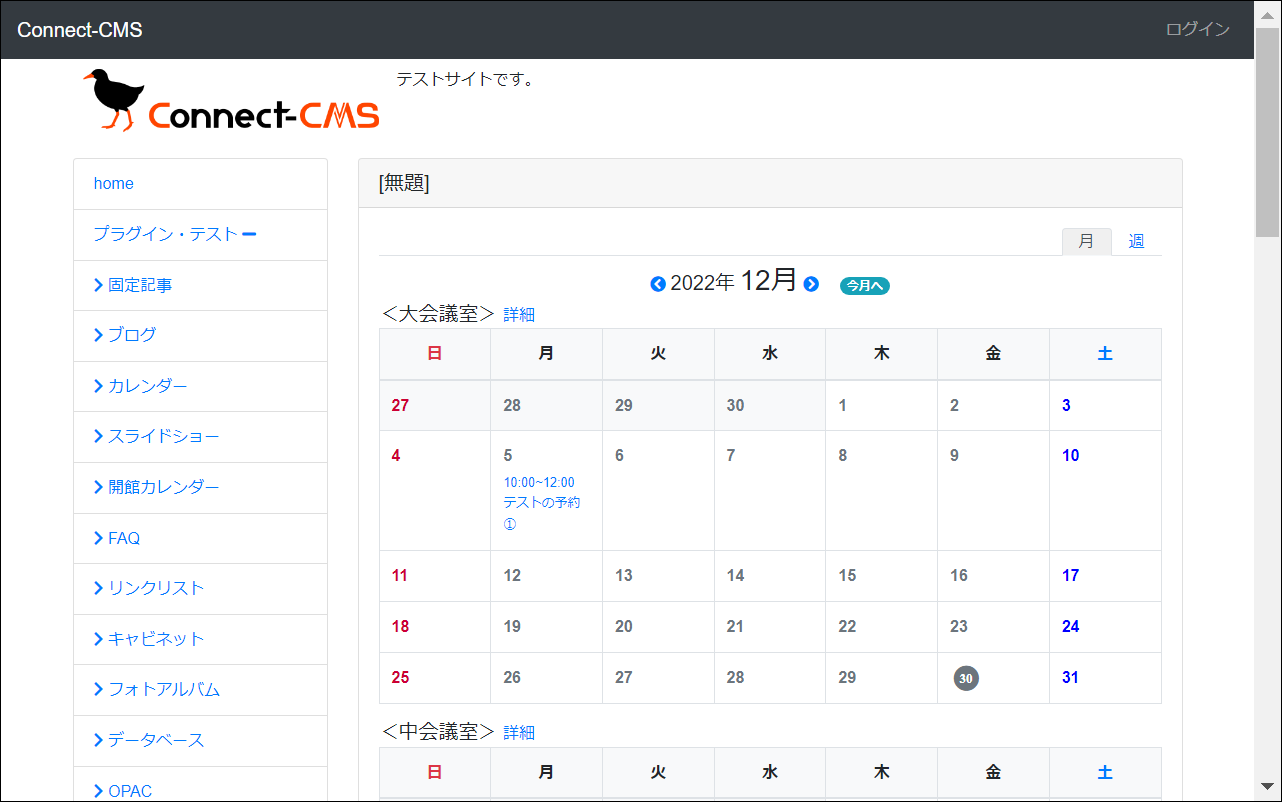 Connect-CMS
ログイン
Connect-CMS
テストサイトです。
home
プラグイン・テスト
固定記事
ブログ
カレンダー
スライドショー
開館カレンダー
FAQ
リンクリスト
キャビネット
フォトアルバム
データベース
OPAC
[無題]
月 週
2022年 12月 今月へ
＜大会議室＞ 詳細
日 月 火 水 木 金 土
27 28 29 30 1 2 3
4 5 6 7 8 9 10
10:00~12:00
テストの予約
①
11 12 13 14 15 16 17
18 19 20 21 22 23 24
25 26 27 28 29 30 31
＜中会議室＞ 詳細
日 月 火 水 木 金 土